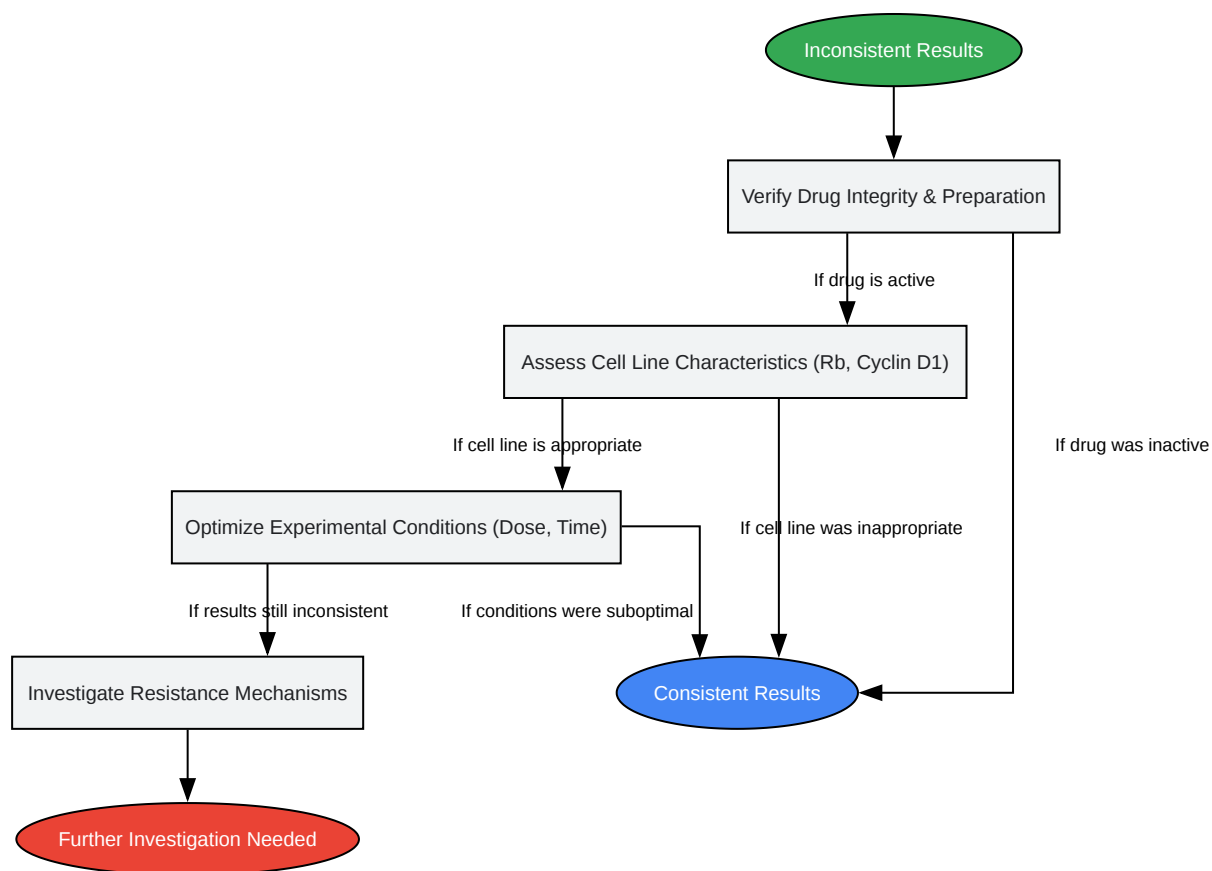 Inconsistent Results
Verify Drug Integrity & Preparation
If drug is active
Assess Cell Line Characteristics (Rb, Cyclin D1)
If cell line is appropriate
If drug was inactive
Optimize Experimental Conditions (Dose, Time)
If cell line was inappropriate
If results still inconsistent
If conditions were suboptimal
Investigate Resistance Mechanisms
Consistent Results
Further Investigation Needed